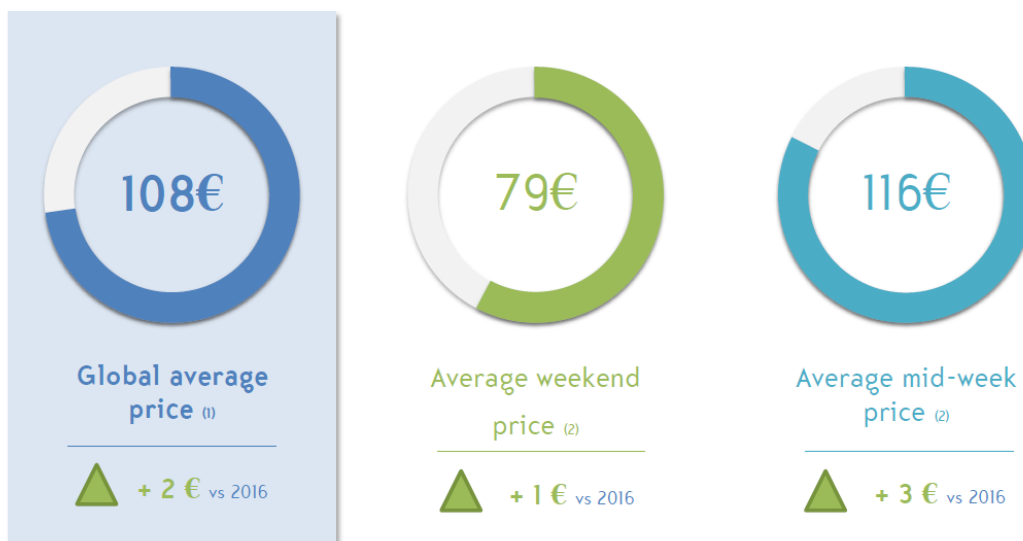 108€
Global average
price (1)
+ 2 € vs 2016
79€
Average weekend
price (2)
+ 1 € vs 2016
116€
Average mid-week
price (2)
+ 3 € vs 2016